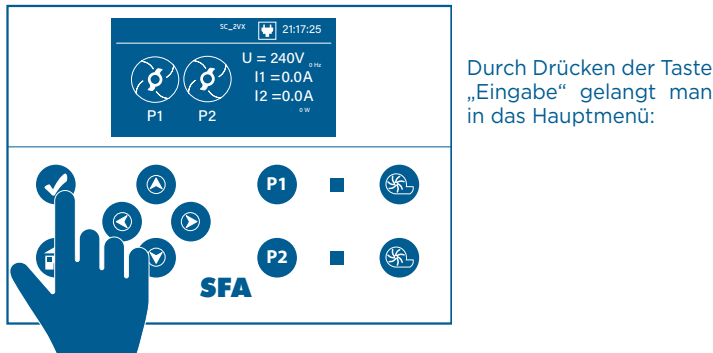 SC_2VX 21:17:25
U = 240V 0 Hz
I1 =0.0A
I2 =0.0A
0 W
P1 P2
P1
P2
SFA
Durch Drücken der Taste
„Eingabe“ gelangt man
in das Hauptmenü: